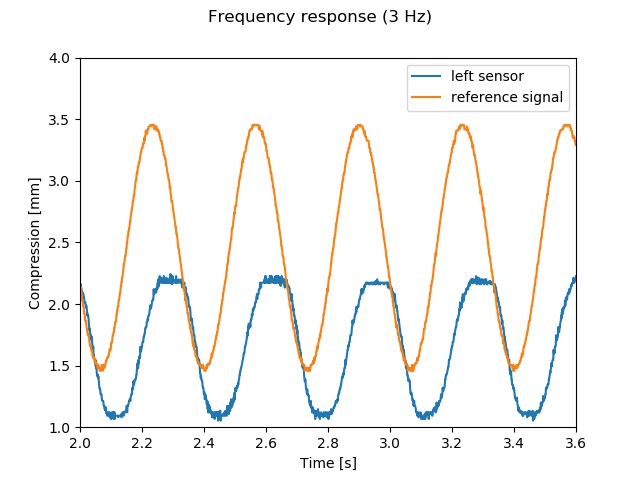 Frequency response (3 Hz)
4.0
3.5
3.0
2.5
2.0
1.5
1.0
Compression [mm]
left sensor
reference signal
2.0 2.2 2.4 2.6 2.8 3.0 3.2 3.4 3.6
Time [s]